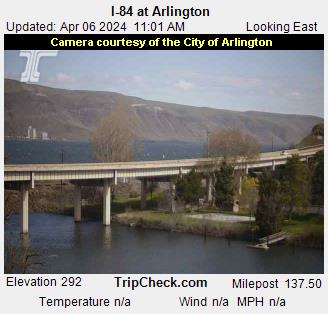 I-84 at Arlington
Updated: Apr 06 2024 11:01 AM Looking East
Camera courtesy of the City of Arlington
Elevation 292 TripCheck.com Milepost 137.50
Temperature n/a Wind n/a MPH n/a